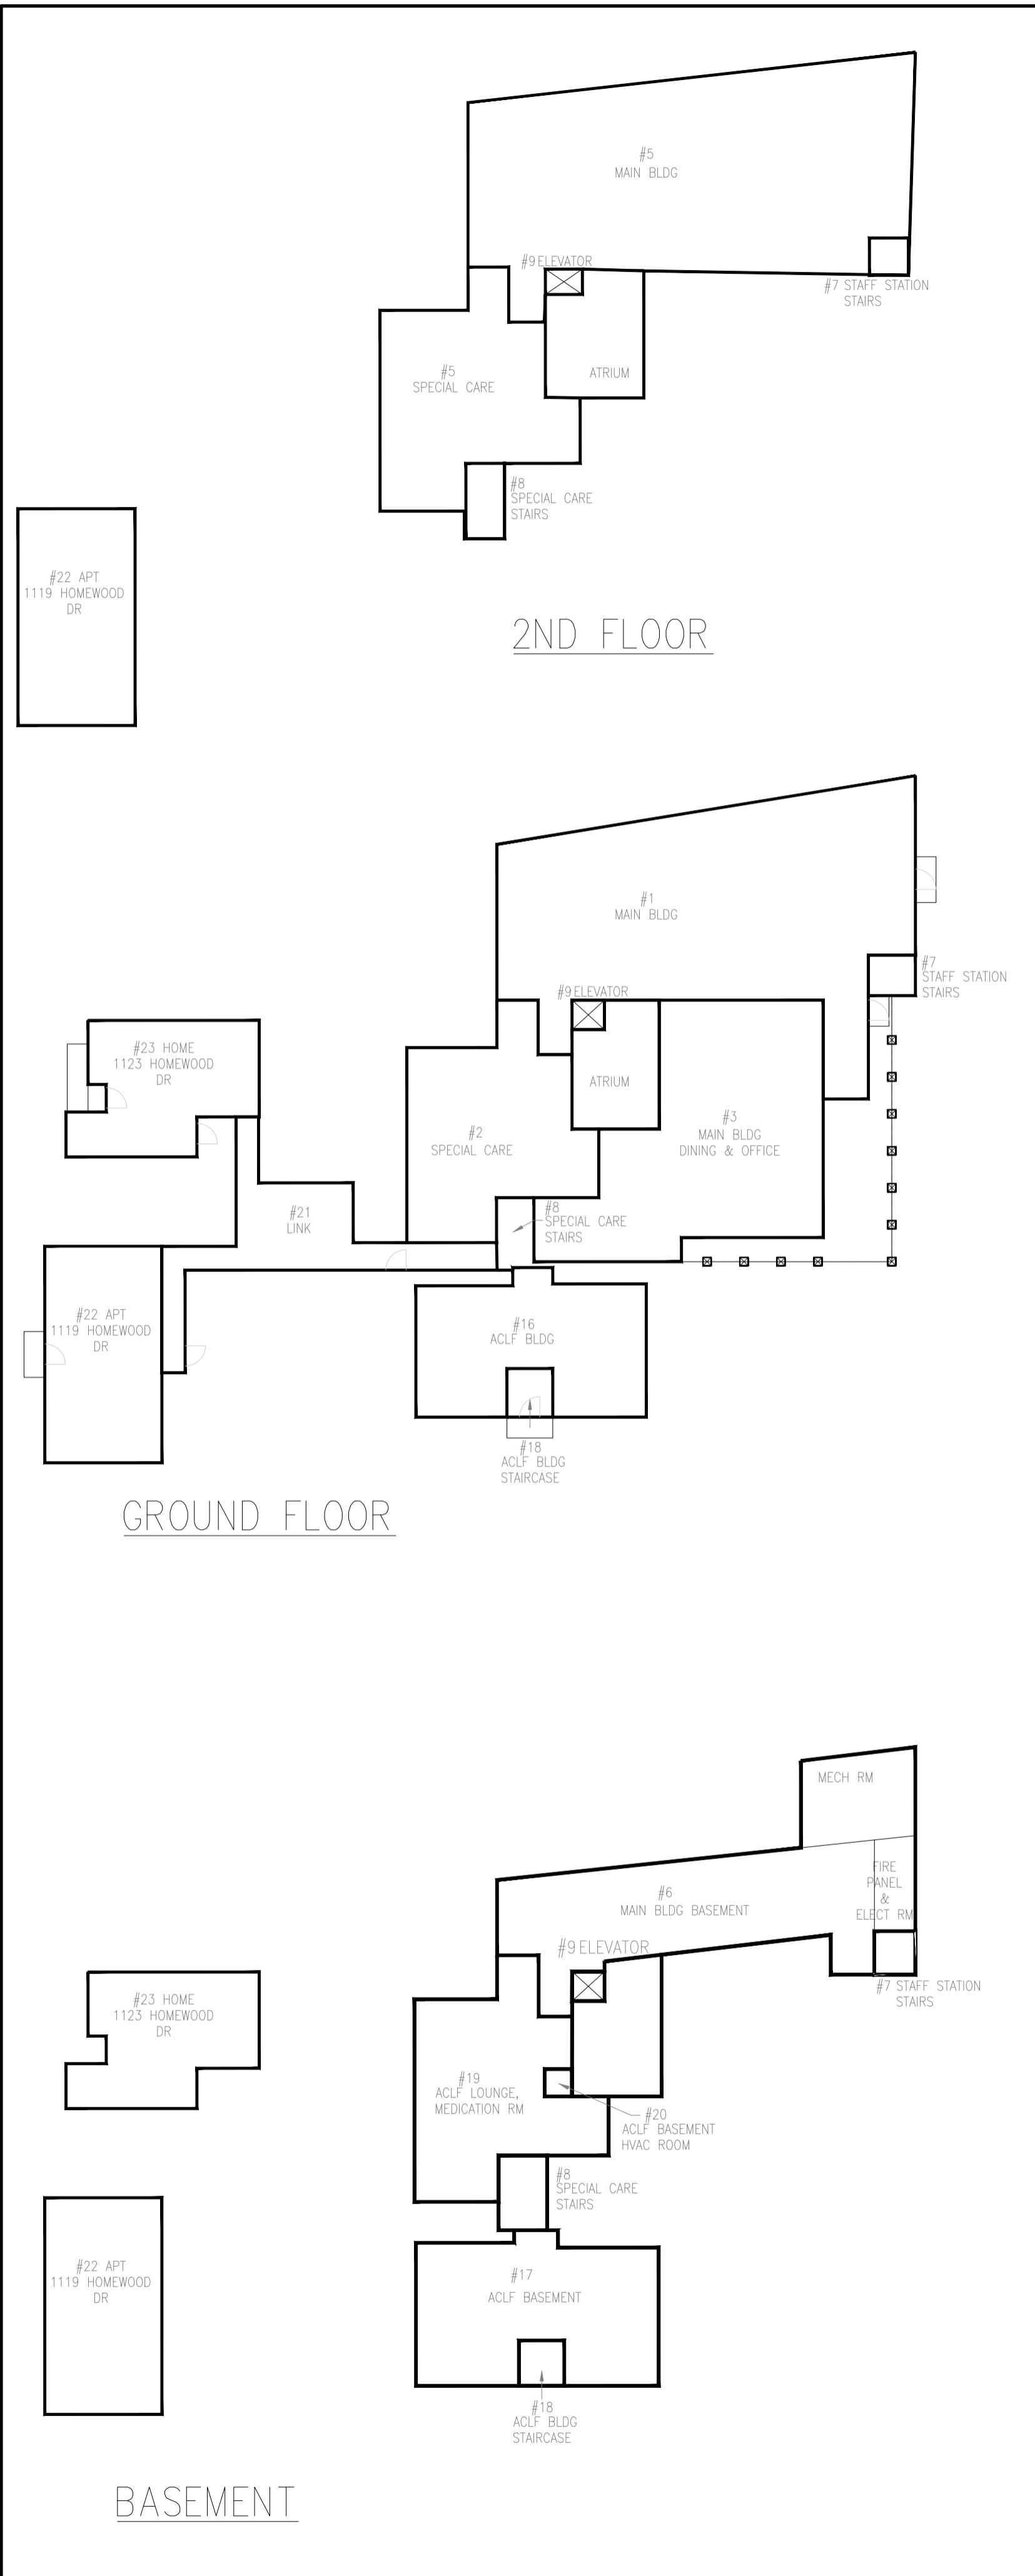 #5
MAIN BLDG
#9 ELEVATOR
#7 STAFF STATION
STAIRS
#5
SPECIAL CARE
ATRIUM
#8
SPECIAL CARE
STAIRS
#22 APT
1119 HOMEWOOD
DR
2ND FLOOR
#1
MAIN BLDG
#7
STAFF STATION
STAIRS
#9 ELEVATOR
#23 HOME
1123 HOMEWOOD
DR
ATRIUM
#3
MAIN BLDG
DINING & OFFICE
#2
SPECIAL CARE
#21
LINK
#8
SPECIAL CARE
STAIRS
#22 APT
1119 HOMEWOOD
DR
#16
ACLF BLDG
#18
ACLF BLDG
STAIRCASE
GROUND FLOOR
MECH RM
FIRE
PANEL
&
ELECT RM
#6
MAIN BLDG BASEMENT
#9 ELEVATOR
#7 STAFF STATION
STAIRS
#23 HOME
1123 HOMEWOOD
DR
#19
ACLF LOUNGE,
MEDICATION RM
#20
ACLF BASEMENT
HVAC ROOM
#8
SPECIAL CARE
STAIRS
#22 APT
1119 HOMEWOOD
DR
#17
ACLF BASEMENT
#18
ACLF BLDG
STAIRCASE
BASEMENT